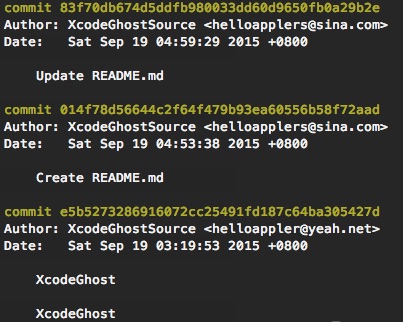 commit 83f70db674d5ddfb980033dd60d9650fb0a29b2e
Author: XcodeGhostSource <helloapplers@sina.com>
Date:   Sat Sep 19 04:59:29 2015 +0800
Update README.md
commit 014f78d56644c2f64f479b93ea60556b58f72aad
Author: XcodeGhostSource <helloapplers@sina.com>
Date:   Sat Sep 19 04:53:38 2015 +0800
Create README.md
commit e5b5273286916072cc25491fd187c64ba305427d
Author: XcodeGhostSource <helloappler@yeah.net>
Date:   Sat Sep 19 03:19:53 2015 +0800
XcodeGhost
XcodeGhost